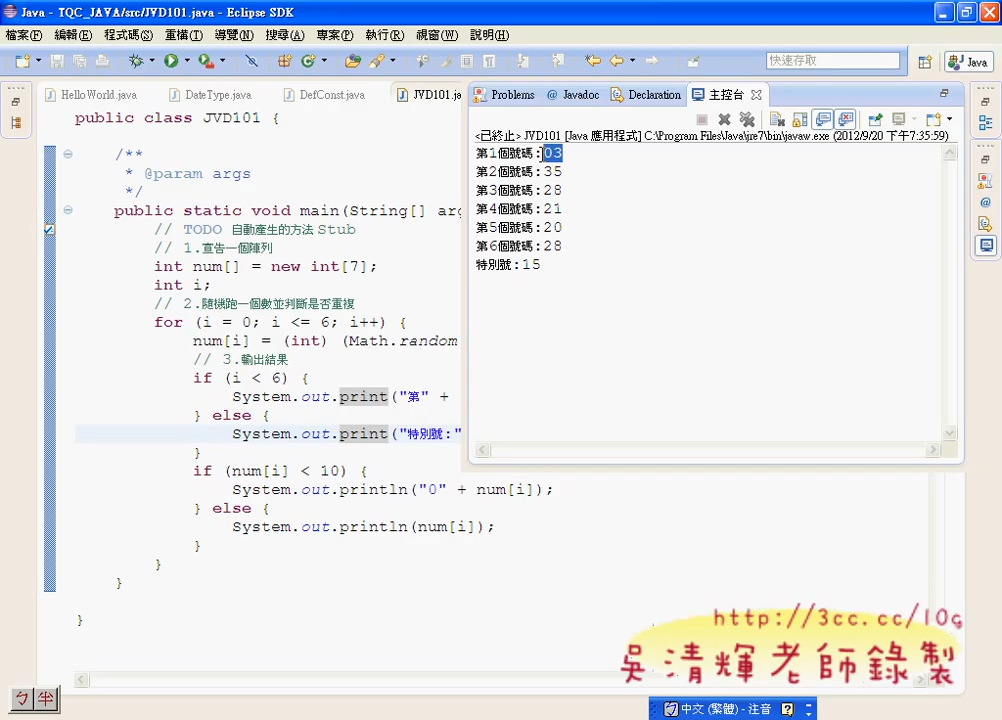 Java - TQC_JAVA/src/JVD101.java - Eclipse SDK
檔案(F) 編輯(E) 程式碼(S) 重構(T) 導覽(N) 搜尋(A) 專案(P) 執行(R) 視窗(W) 說明(H)
快速存取
Java
HelloWorld.java DateType.java DefConst.java JVD101.ja
Problems @ Javadoc Declaration 主控台
<已終止> JVD101 [Java 應用程式] C:\Program Files\Java\jre7\bin\javaw.exe (2012/9/20 下午7:35:59)
第1個號碼:03
第2個號碼:35
第3個號碼:28
第4個號碼:21
第5個號碼:20
第6個號碼:28
特別號:15
public class JVD101 {
/**
* @param args
*/
public static void main(String[] arg
// TODO 自動產生的方法 Stub
// 1.宣告一個陣列
int num[] = new int[7];
int i;
// 2.隨機跑一個數並判斷是否重複
for (i = 0; i <= 6; i++) {
num[i] = (int) (Math.random
// 3.輸出結果
if (i < 6) {
System.out.print("第" +
} else {
System.out.print("特別號:"
}
if (num[i] < 10) {
System.out.println("0" + num[i]);
} else {
System.out.println(num[i]);
}
}
}
}
http://3cc.cc/10g
吳清輝老師錄製
ㄅ 半
中文 (繁體) - 注音